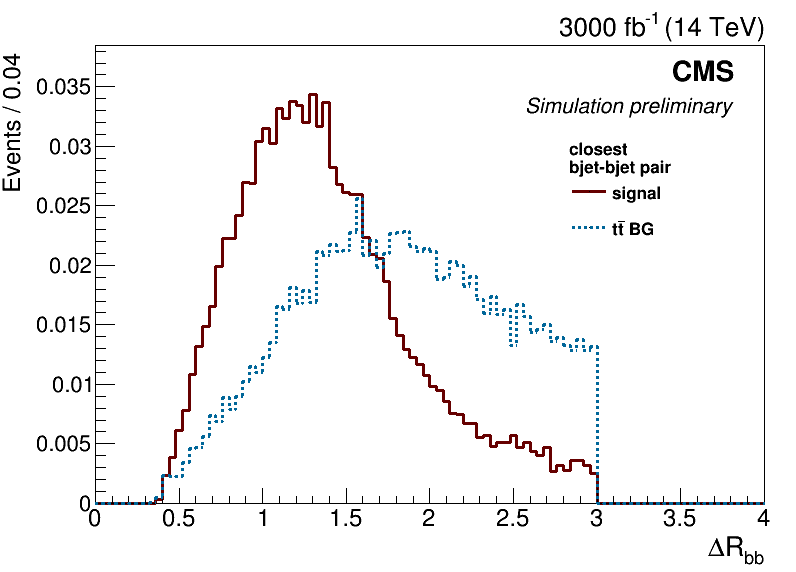 3000 fb⁻¹ (14 TeV)
Events / 0.04
CMS
Simulation preliminary
closest
bjet-bjet pair
signal
tt̄ BG
0.035
0.03
0.025
0.02
0.015
0.01
0.005
0
0 0.5 1 1.5 2 2.5 3 3.5 4
ΔR_bb